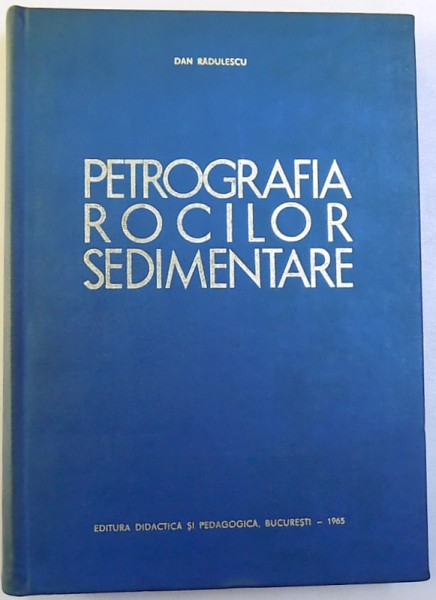 DAN RĂDULESCU
PETROGRAFIA
ROCILOR
SEDIMENTARE
EDITURA DIDACTICĂ ȘI PEDAGOGICĂ, BUCUREȘTI – 1965